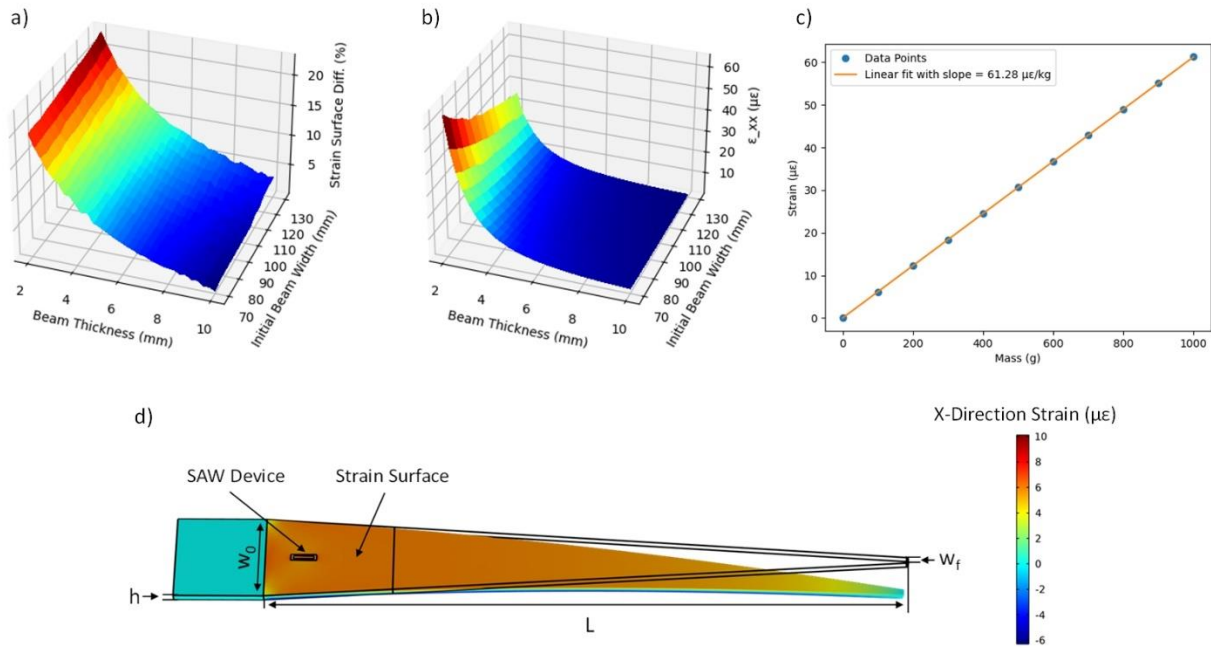 a)
Strain Surface Diff. (%)
20
15
10
5
2
4
6
8
10
Beam Thickness (mm)
70
80
90
100
110
120
130
Initial Beam Width (mm)
b)
ε_xx (με)
60
50
40
30
20
10
2
4
6
8
10
Beam Thickness (mm)
70
80
90
100
110
120
130
Initial Beam Width (mm)
c)
Data Points
Linear fit with slope = 61.28 με/kg
Strain (με)
60
50
40
30
20
10
0
0
200
400
600
800
1000
Mass (g)
d)
SAW Device
Strain Surface
W₀
h
L
W_f
X-Direction Strain (με)
10
8
6
4
2
0
-2
-4
-6